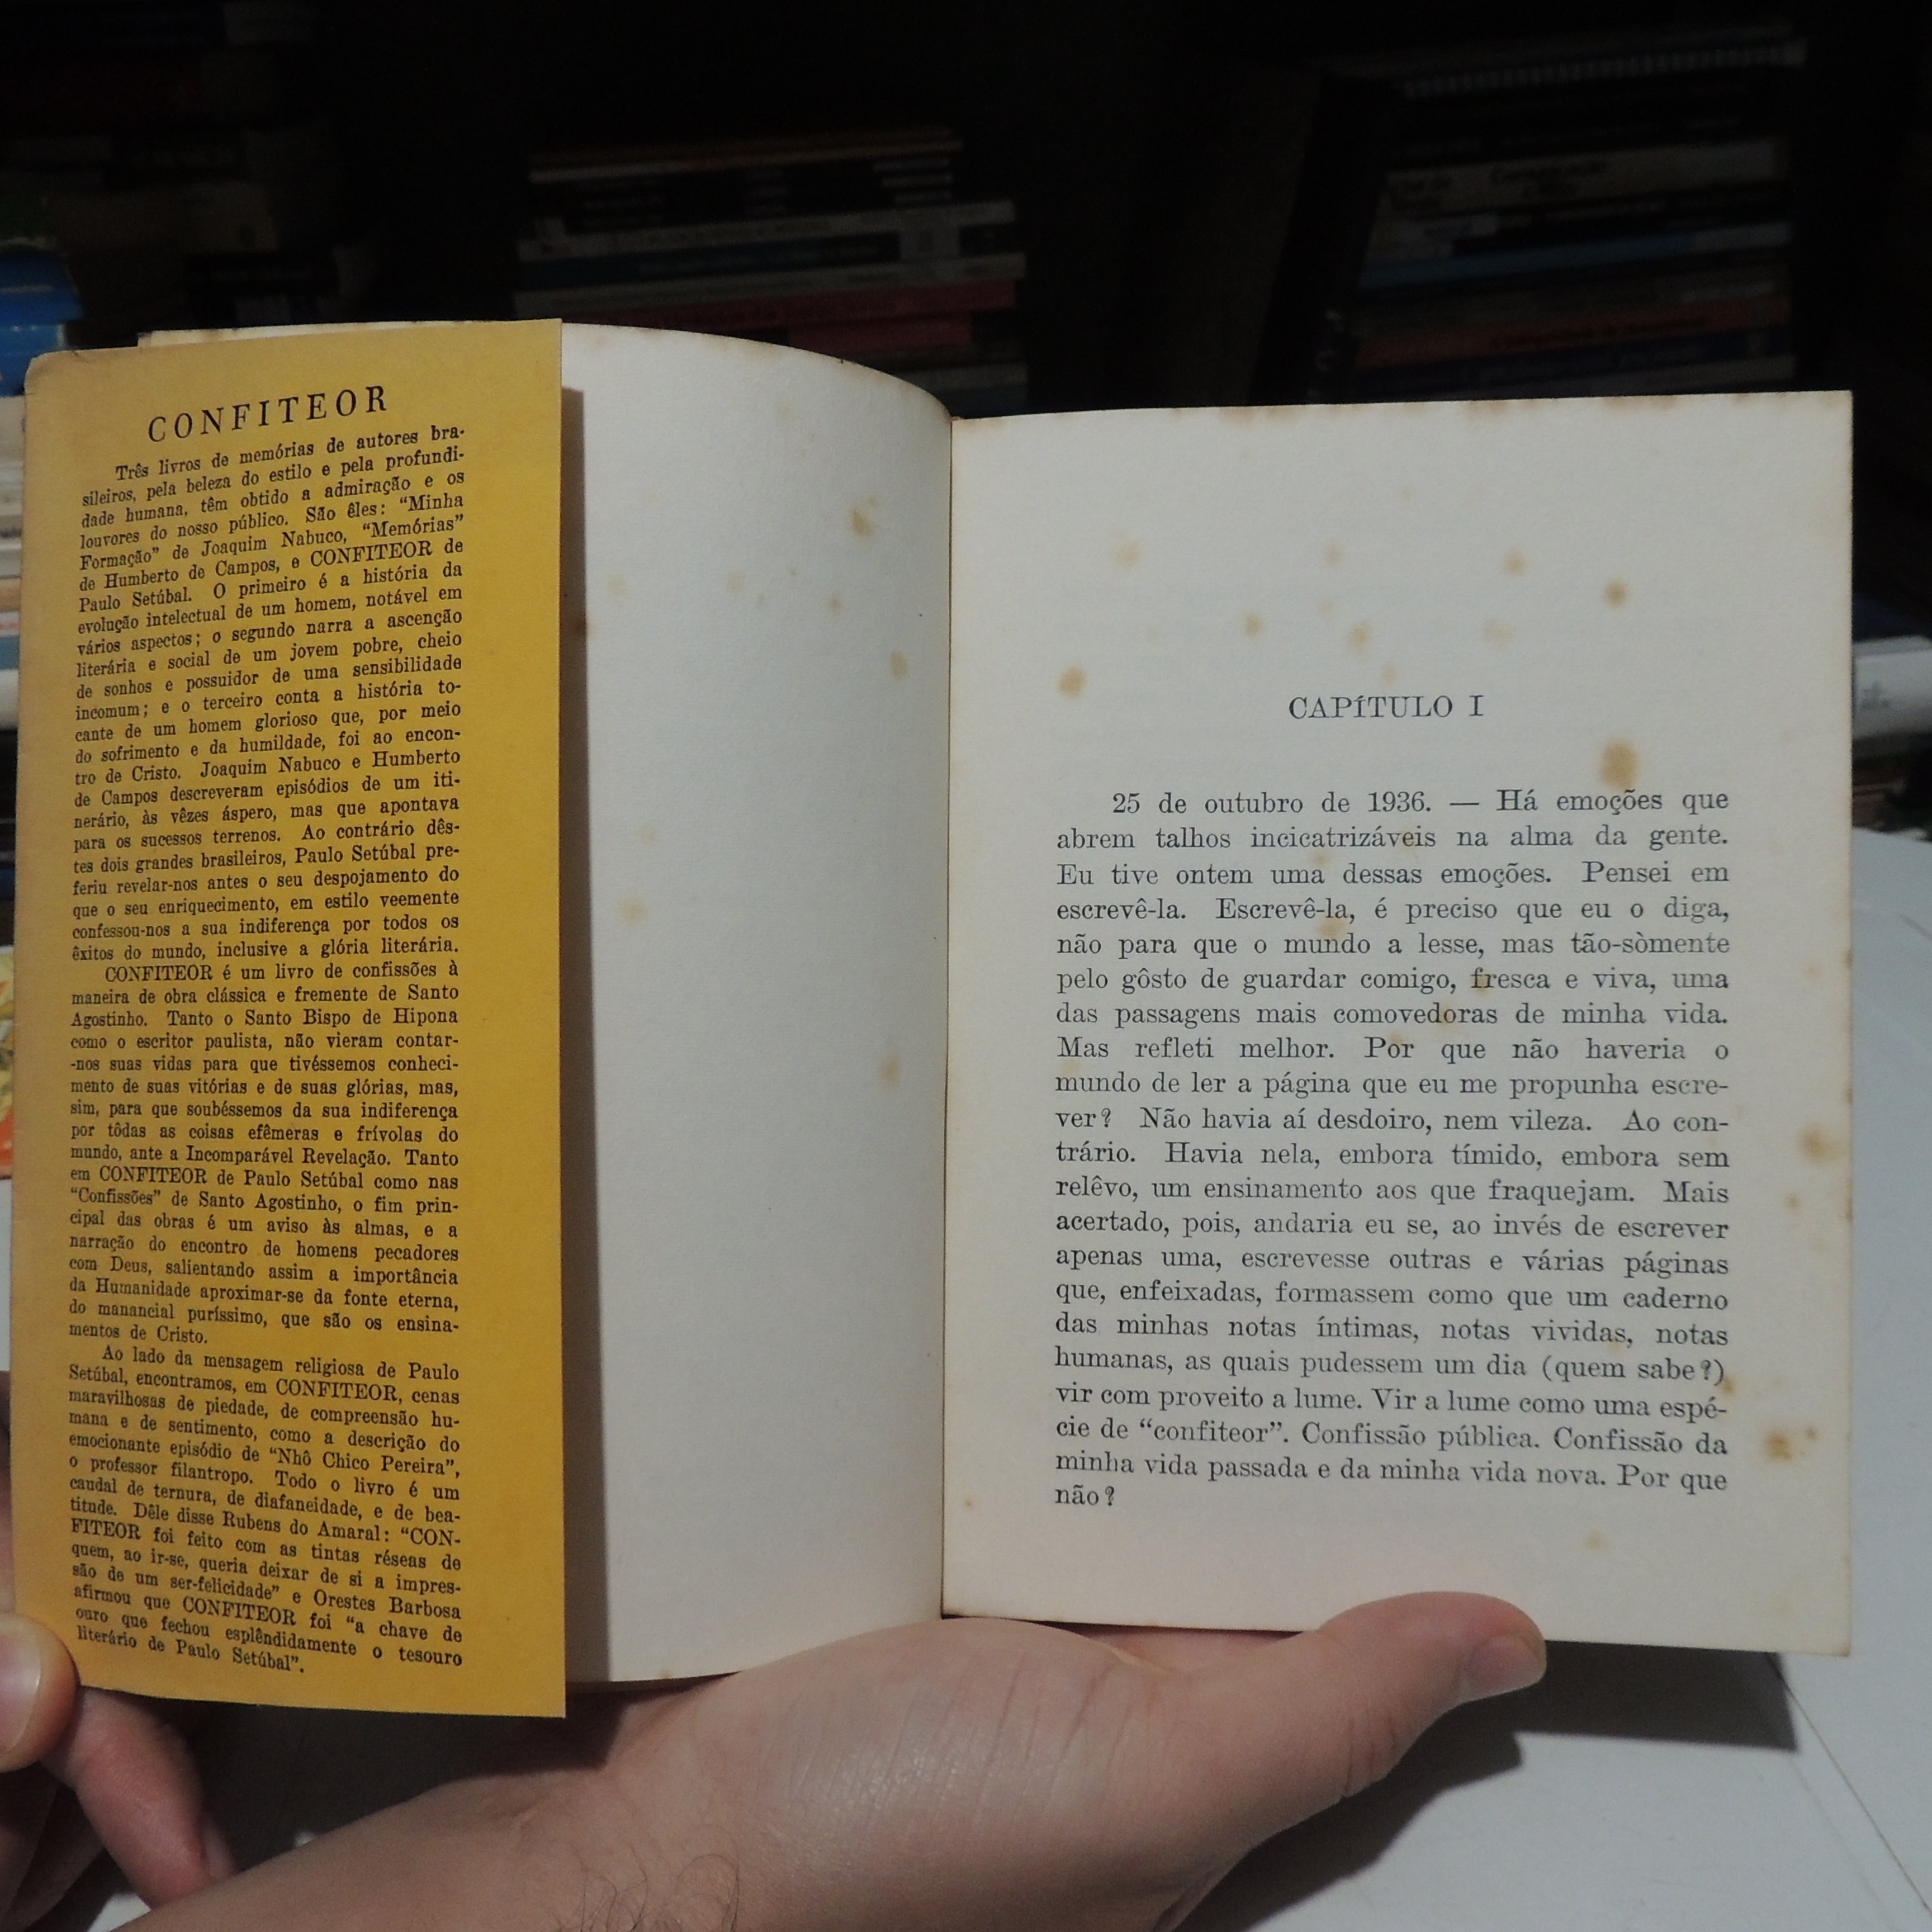 CONFITEOR
Três livros de memórias de autores bra-
sileiros, pela beleza do estilo e pela profundi-
dade humana, têm obtido a admiração e os
louvores do nosso público. São êles: “Minha
Formação” de Joaquim Nabuco, “Memórias”
de Humberto de Campos, e CONFITEOR de
Paulo Setúbal. O primeiro é a história da
evolução intelectual de um homem, notável em
vários aspectos; o segundo narra a ascenção
literária e social de um jovem pobre, cheio
de sonhos e possuidor de uma sensibilidade
incomum; e o terceiro conta a história to-
cante de um homem glorioso que, por meio
do sofrimento e da humildade, foi ao encon-
tro de Cristo. Joaquim Nabuco e Humberto
de Campos descreveram episódios de um iti-
nerário, às vêzes áspero, mas que apontava
para os sucessos terrenos. Ao contrário dês-
tes dois grandes brasileiros, Paulo Setúbal pre-
feriu revelar-nos antes o seu despojamento do
que o seu enriquecimento, em estilo veemente
confessou-nos a sua indiferença por todos os
êxitos do mundo, inclusive a glória literária.
CONFITEOR é um livro de confissões à
maneira de obra clássica e fremente de Santo
Agostinho. Tanto o Santo Bispo de Hipona
como o escritor paulista, não vieram contar-
-nos suas vidas para que tivéssemos conheci-
mento de suas vitórias e de suas glórias, mas,
sim, para que soubéssemos da sua indiferença
por tôdas as coisas efêmeras e frívolas do
mundo, ante a Incomparável Revelação. Tanto
em CONFITEOR de Paulo Setúbal como nas
“Confissões” de Santo Agostinho, o fim prin-
cipal das obras é um aviso às almas, e a
narração do encontro de homens pecadores
com Deus, salientando assim a importância
da Humanidade aproximar-se da fonte eterna,
do manancial puríssimo, que são os ensina-
mentos de Cristo.
Ao lado da mensagem religiosa de Paulo
Setúbal, encontramos, em CONFITEOR, cenas
maravilhosas de piedade, de compreensão hu-
mana e de sentimento, como a descrição do
emocionante episódio de “Nhô Chico Pereira”,
o professor filantropo. Todo o livro é um
caudal de ternura, de diafaneidade, e de bea-
titude. Dêle disse Rubens do Amaral: “CON-
FITEOR foi feito com as tintas réseas de
quem, ao ir-se, queria deixar de si a impres-
são de um ser-felicidade” e Orestes Barbosa
afirmou que CONFITEOR foi “a chave de
ouro que fechou esplêndidamente o tesouro
literário de Paulo Setúbal”.
CAPÍTULO I
25 de outubro de 1936. — Há emoções que
abrem talhos incicatrizáveis na alma da gente.
Eu tive ontem uma dessas emoções. Pensei em
escrevê-la. Escrevê-la, é preciso que eu o diga,
não para que o mundo a lesse, mas tão-sòmente
pelo gôsto de guardar comigo, fresca e viva, uma
das passagens mais comovedoras de minha vida.
Mas refleti melhor. Por que não haveria o
mundo de ler a página que eu me propunha escre-
ver? Não havia aí desdoiro, nem vileza. Ao con-
trário. Havia nela, embora tímido, embora sem
relêvo, um ensinamento aos que fraquejam. Mais
acertado, pois, andaria eu se, ao invés de escrever
apenas uma, escrevesse outras e várias páginas
que, enfeixadas, formassem como que um caderno
das minhas notas íntimas, notas vividas, notas
humanas, as quais pudessem um dia (quem sabe?)
vir com proveito a lume. Vir a lume como uma espé-
cie de “confiteor”. Confissão pública. Confissão da
minha vida passada e da minha vida nova. Por que
não?